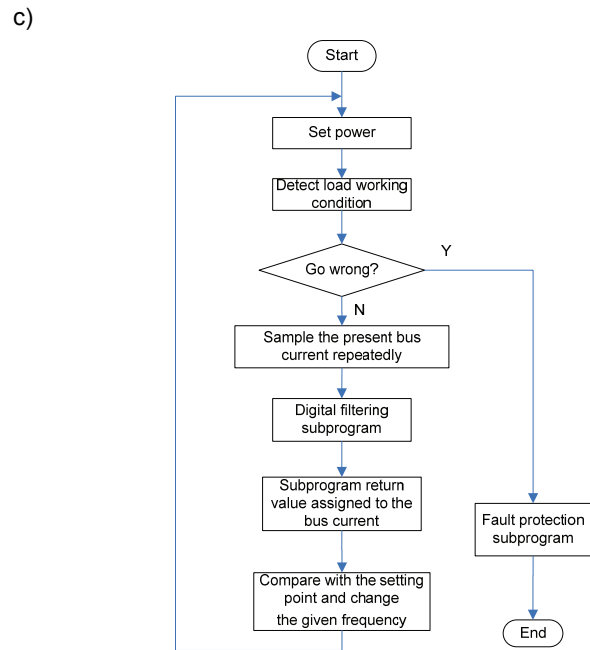 c)
Start
Set power
Detect load working
condition
Go wrong?
Y
N
Sample the present bus
current repeatedly
Digital filtering
subprogram
Subprogram return
value assigned to the
bus current
Fault protection
subprogram
Compare with the setting
point and change
the given frequency
End